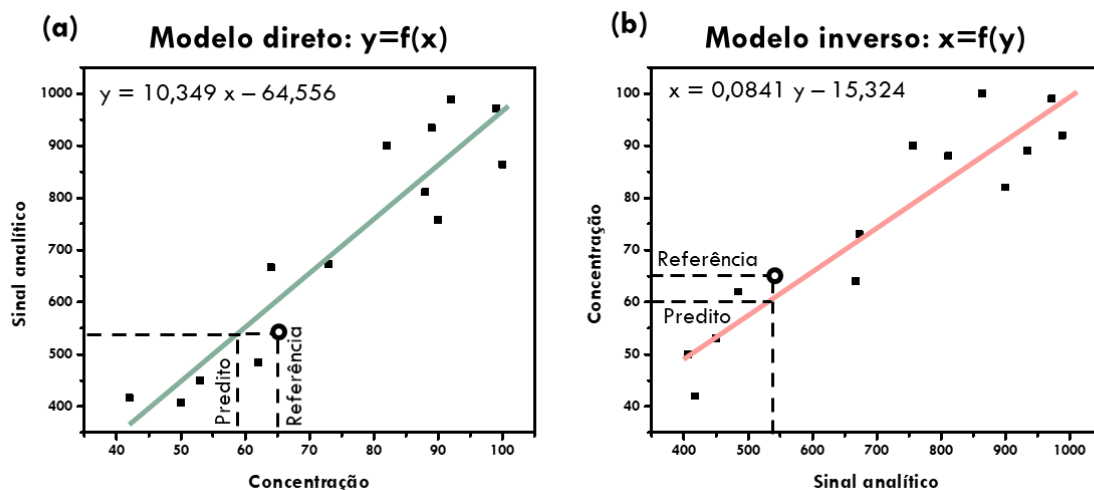 (a)
Modelo direto: y=f(x)
y = 10,349 x – 64,556
Sinal analítico
1000
900
800
700
600
500
400
Predito
Referência
40 50 60 70 80 90 100
Concentração
(b)
Modelo inverso: x=f(y)
x = 0,0841 y – 15,324
Concentração
100
90
80
70
60
50
40
Referência
Predito
400 500 600 700 800 900 1000
Sinal analítico